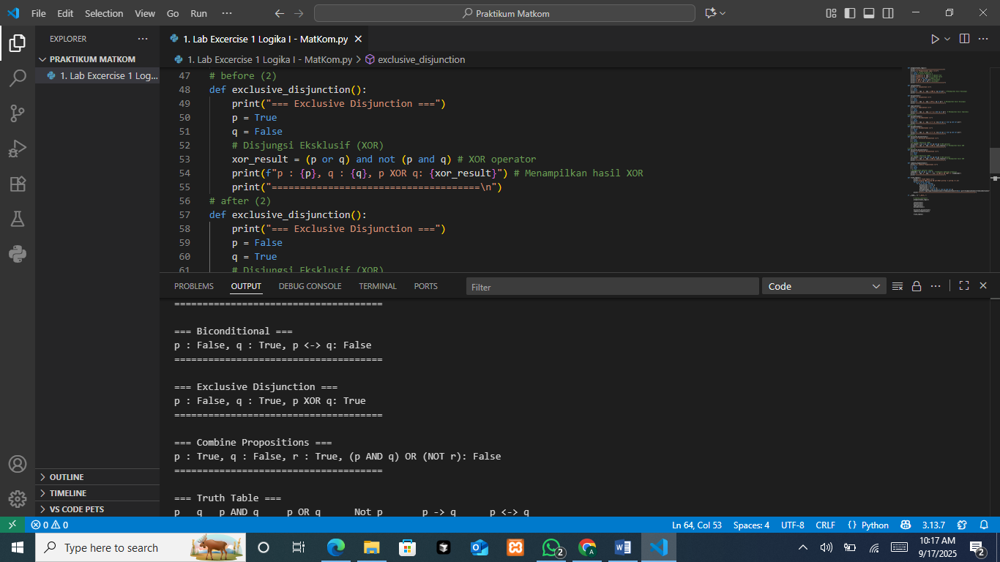 File Edit Selection View Go Run ··· Praktikum Matkom
EXPLORER ···
PRAKTIKUM MATKOM
1. Lab Excercise 1 Log...
OUTLINE
TIMELINE
VS CODE PETS
1. Lab Excercise 1 Logika I - MatKom.py
1. Lab Excercise 1 Logika I - MatKom.py > exclusive_disjunction
47 # before (2)
48 def exclusive_disjunction():
49 print("=== Exclusive Disjunction ===")
50 p = True
51 q = False
52 # Disjungsi Eksklusif (XOR)
53 xor_result = (p or q) and not (p and q) # XOR operator
54 print(f"p : {p}, q : {q}, p XOR q: {xor_result}") # Menampilkan hasil XOR
55 print("=====================================\n")
56 # after (2)
57 def exclusive_disjunction():
58 print("=== Exclusive Disjunction ===")
59 p = False
60 q = True
61 # Disjungsi Eksklusif (XOR)
PROBLEMS OUTPUT DEBUG CONSOLE TERMINAL PORTS Filter Code
=====================================
=== Biconditional ===
p : False, q : True, p <-> q: False
=====================================
=== Exclusive Disjunction ===
p : False, q : True, p XOR q: True
=====================================
=== Combine Propositions ===
p : True, q : False, r : True, (p AND q) OR (NOT r): False
=====================================
=== Truth Table ===
p q p AND q p OR q Not p p -> q p <-> q
0 0 Ln 64, Col 53 Spaces: 4 UTF-8 CRLF {} Python 3.13.7
Type here to search 2 10:17 AM
9/17/2025 2